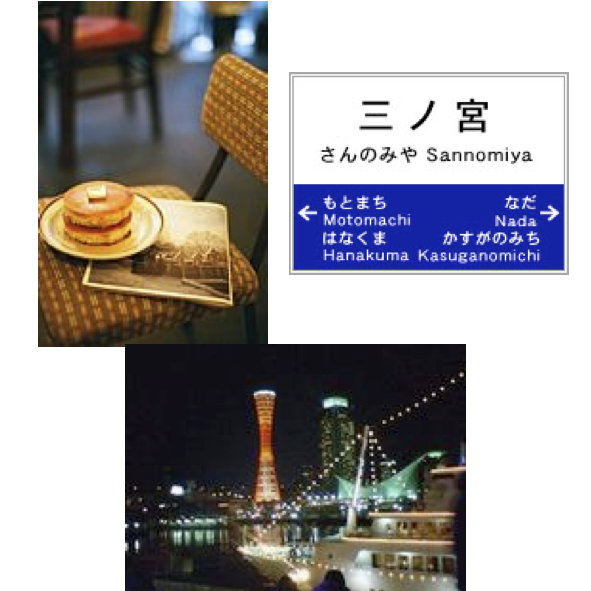 三ノ宮
さんのみや Sannomiya
もとまち なだ
Motomachi Nada
はなくま かすがのみち
Hanakuma Kasuganomichi